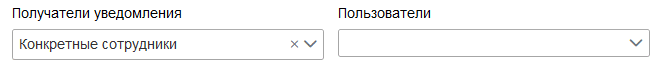 Получатели уведомления
Пользователи
Конкретные сотрудники